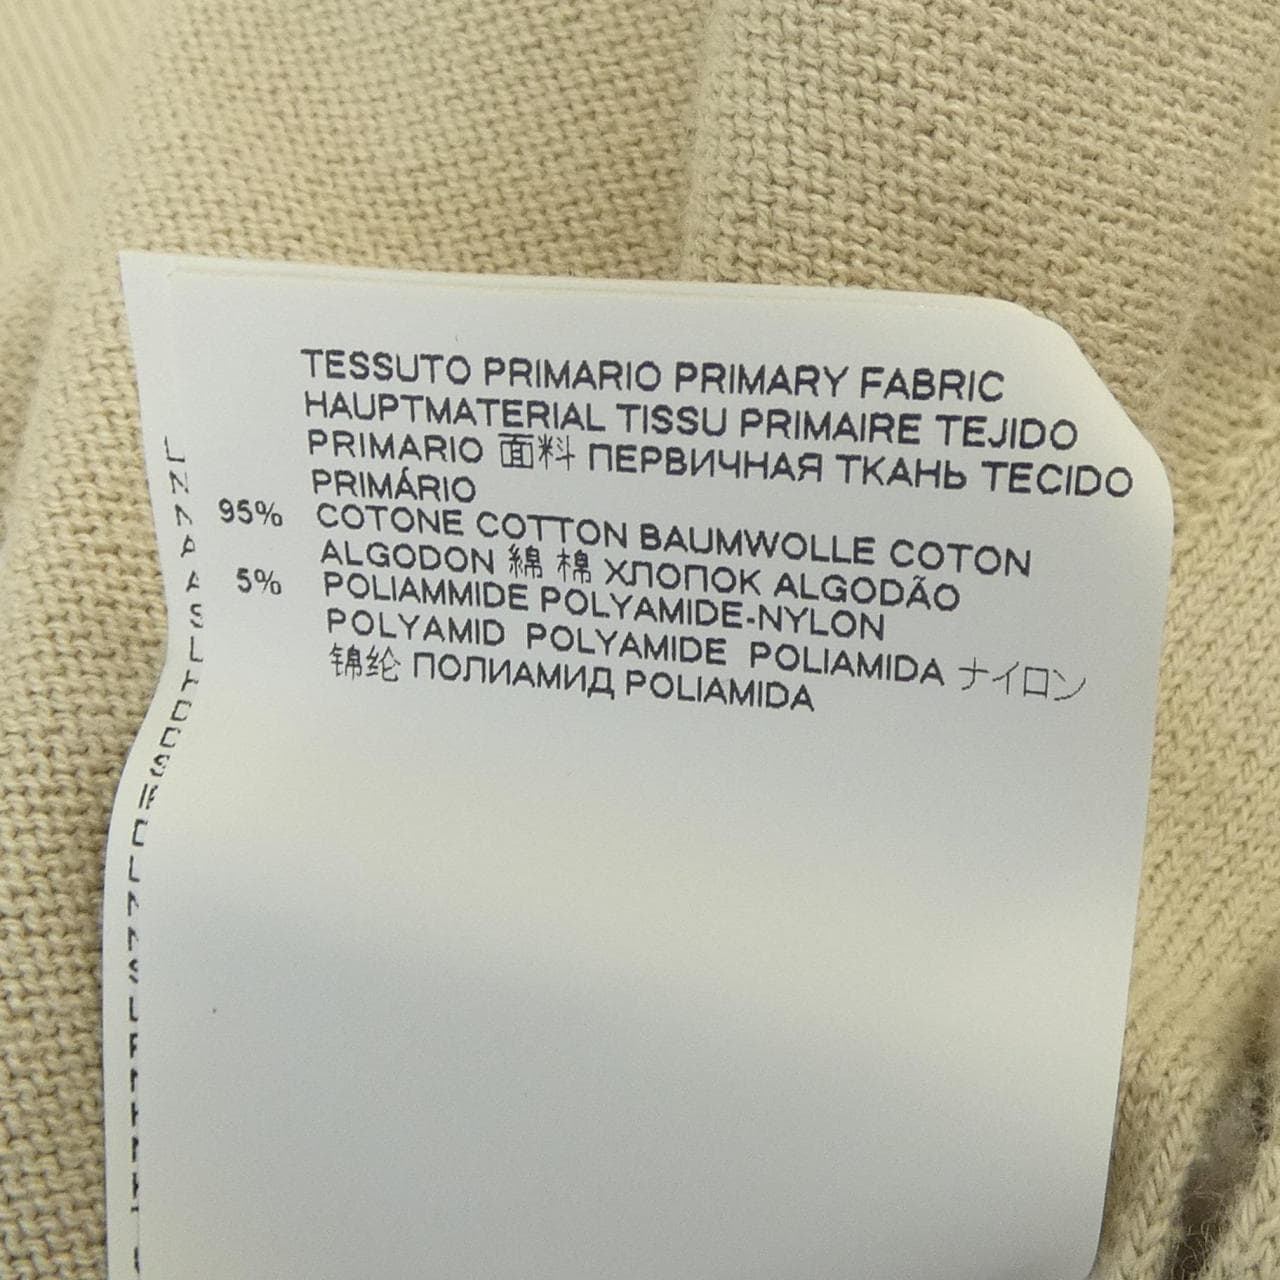 TESSUTO PRIMARIO PRIMARY FABRIC
HAUPTMATERIAL TISSU PRIMAIRE TEJIDO
PRIMARIO 面料 ПЕРВИЧНАЯ ТКАНЬ TECIDO
PRIMÁRIO
95% COTONE COTTON BAUMWOLLE COTON
ALGODON 綿 棉 ХЛОПОК ALGODÃO
5% POLIAMMIDE POLYAMIDE-NYLON
POLYAMID POLYAMIDE POLIAMIDA ナイロン
锦纶 ПОЛИАМИД POLIAMIDA